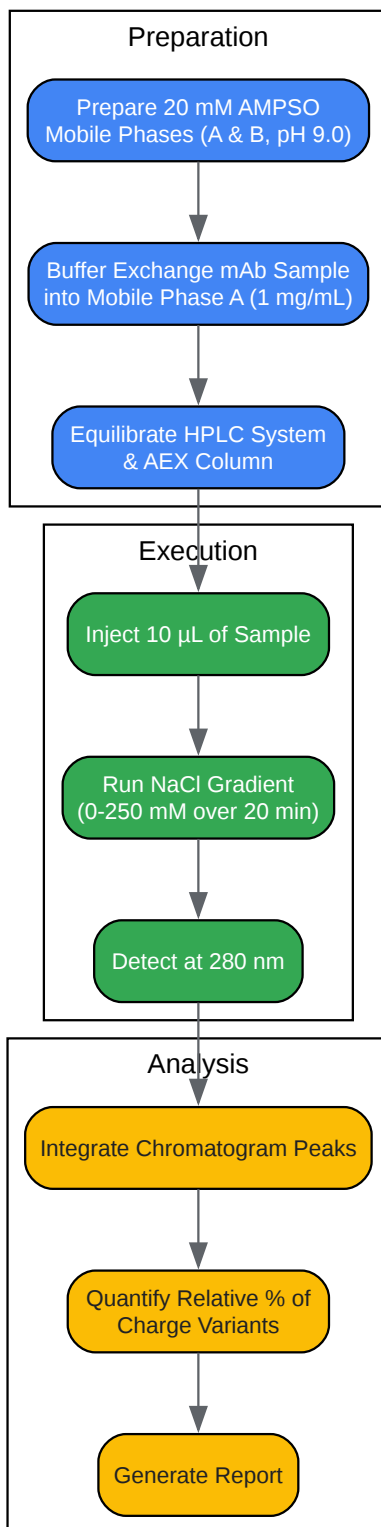 Preparation
Prepare 20 mM AMPSO
Mobile Phases (A & B, pH 9.0)
Buffer Exchange mAb Sample
into Mobile Phase A (1 mg/mL)
Equilibrate HPLC System
& AEX Column
Execution
Inject 10 µL of Sample
Run NaCl Gradient
(0-250 mM over 20 min)
Detect at 280 nm
Analysis
Integrate Chromatogram Peaks
Quantify Relative % of
Charge Variants
Generate Report